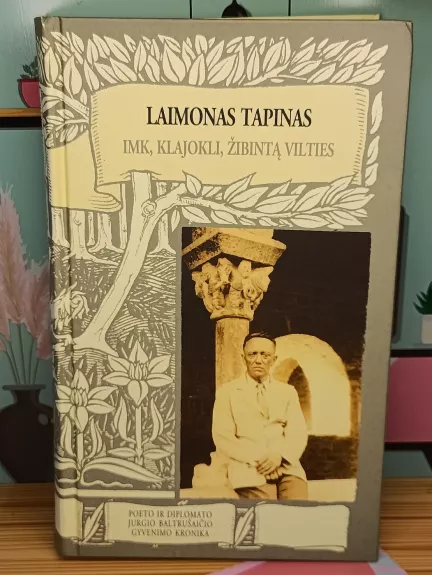 LAIMONAS TAPINAS
IMK, KLAJOKLI, ŽIBINTĄ VILTIES
POETO IR DIPLOMATO
JURGIO BALTRUŠAIČIO
GYVENIMO KRONIKA